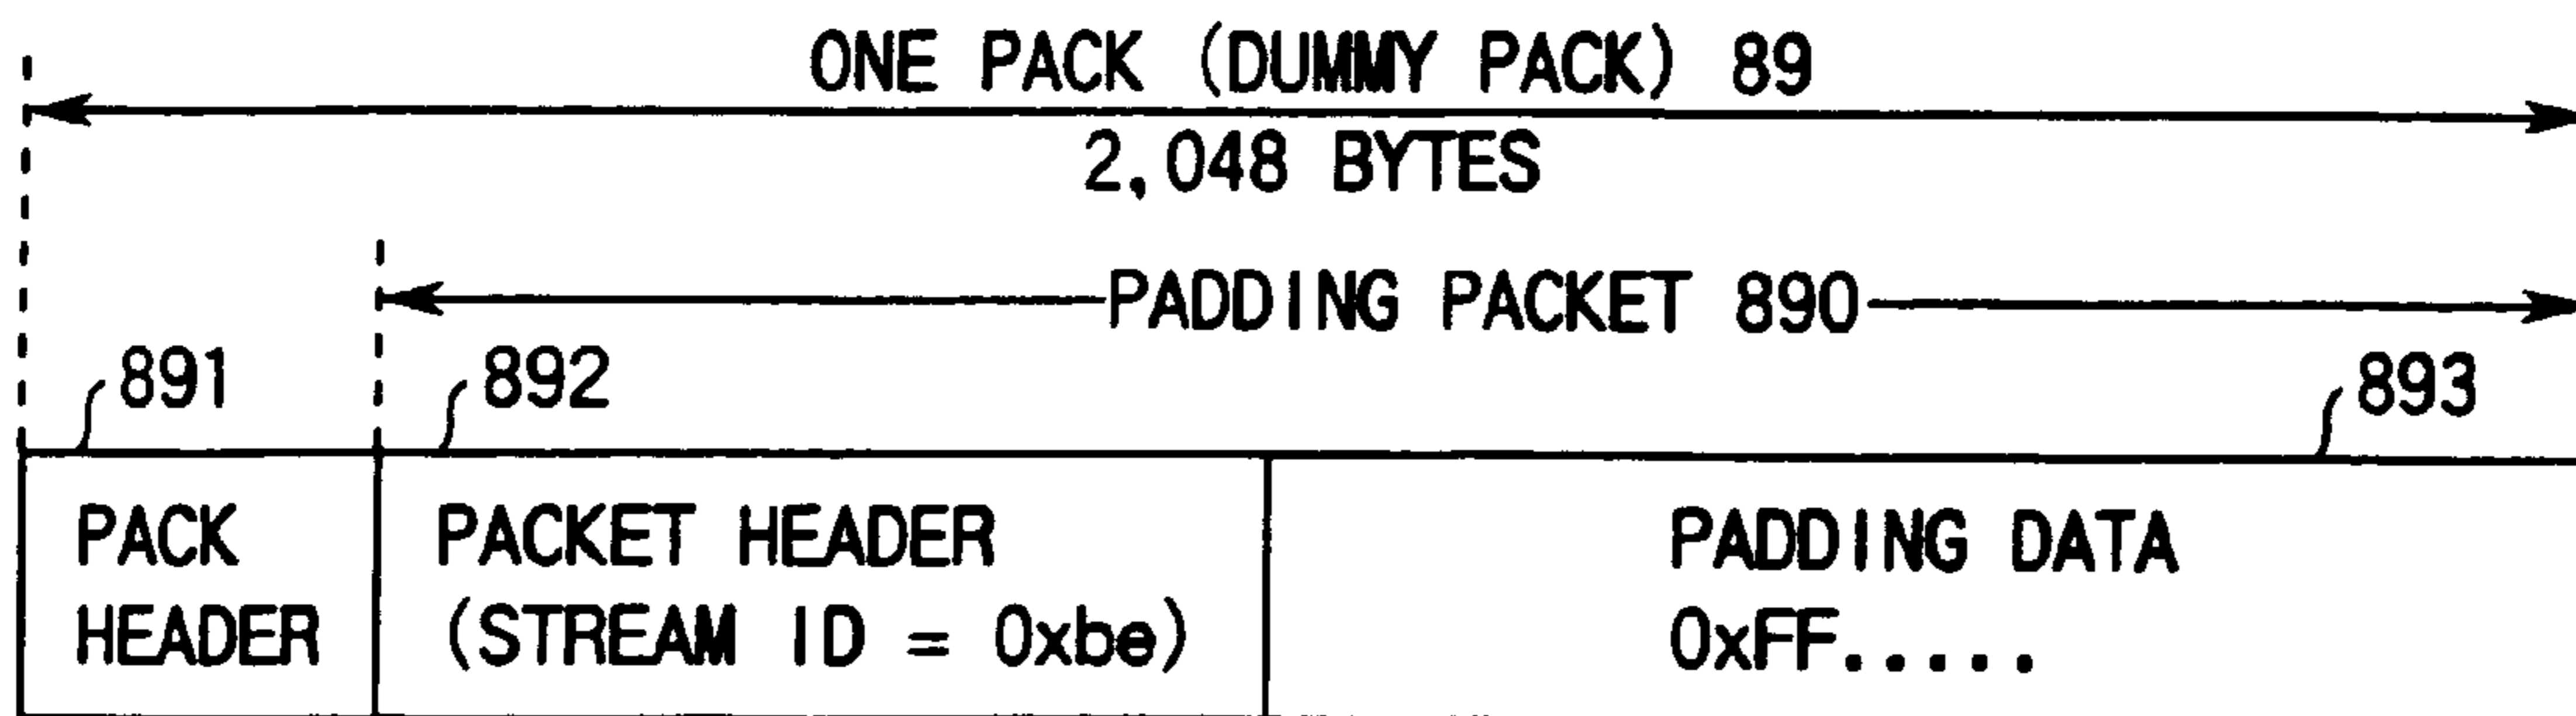 ONE PACK (DUMMY PACK) 89
2,048 BYTES
PADDING PACKET 890
891
892
893
PACK
HEADER
PACKET HEADER
(STREAM ID = 0xbe)
PADDING DATA
0xFF.....